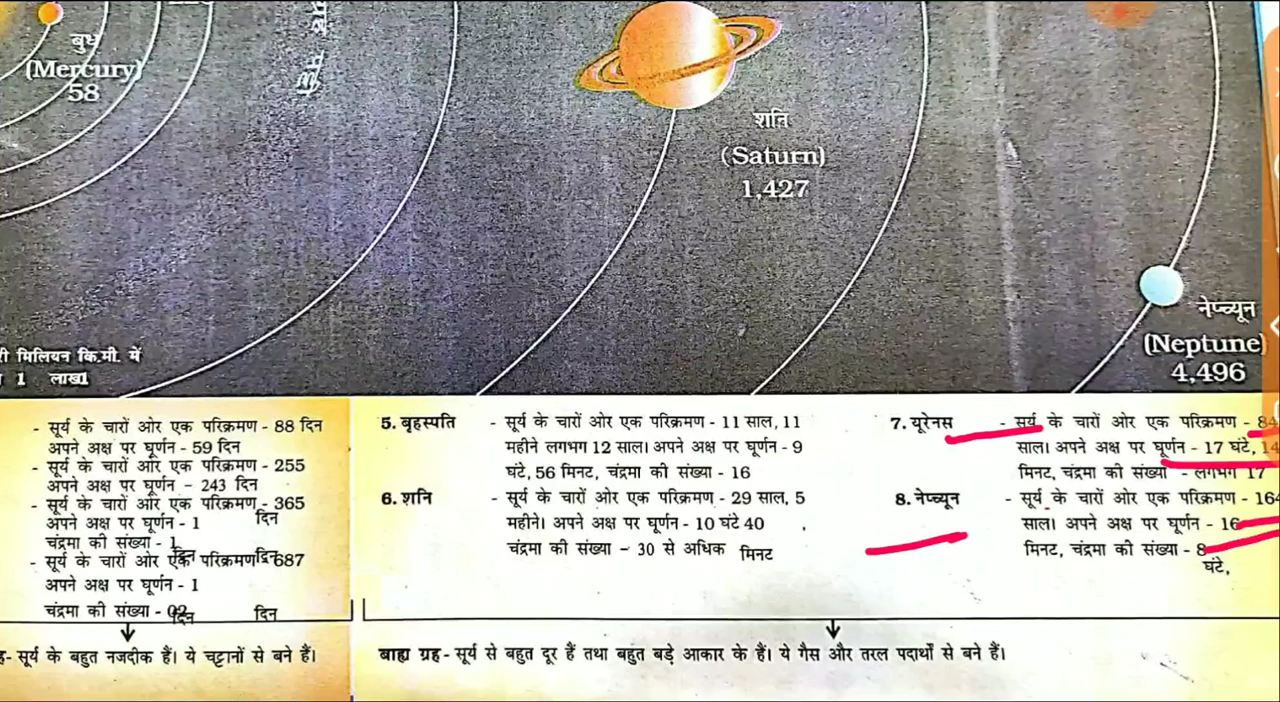 बुध
(Mercury)
58
शनि
(Saturn)
1,427
नेप्च्यून
(Neptune)
4,496
री मिलियन कि.मी. में
1 लाख
- सूर्य के चारों ओर एक परिक्रमण - 88 दिन
अपने अक्ष पर घूर्णन - 59 दिन
- सूर्य के चारों ओर एक परिक्रमण - 255
अपने अक्ष पर घूर्णन - 243 दिन
- सूर्य के चारों ओर एक परिक्रमण - 365
दिन
अपने अक्ष पर घूर्णन - 1
चंद्रमा की संख्या - 1
दिन दिन
- सूर्य के चारों ओर एक परिक्रमण - 687
अपने अक्ष पर घूर्णन - 1
चंद्रमा की संख्या - 02
दिन दिन
5. बृहस्पति - सूर्य के चारों ओर एक परिक्रमण - 11 साल, 11
महीने लगभग 12 साल। अपने अक्ष पर घूर्णन - 9
घंटे, 56 मिनट, चंद्रमा की संख्या - 16
6. शनि - सूर्य के चारों ओर एक परिक्रमण - 29 साल, 5
महीने। अपने अक्ष पर घूर्णन - 10 घंटे 40
चंद्रमा की संख्या - 30 से अधिक मिनट
7. यूरेनस - सूर्य के चारों ओर एक परिक्रमण - 84
साल। अपने अक्ष पर घूर्णन - 17 घंटे, 14
मिनट, चंद्रमा की संख्या - लगभग 17
8. नेप्च्यून - सूर्य के चारों ओर एक परिक्रमण - 164
साल। अपने अक्ष पर घूर्णन - 16
मिनट, चंद्रमा की संख्या - 8
घंटे,
ह- सूर्य के बहुत नजदीक हैं। ये चट्टानों से बने हैं।
बाह्य ग्रह - सूर्य से बहुत दूर हैं तथा बहुत बड़े आकार के हैं। ये गैस और तरल पदार्थों से बने हैं।